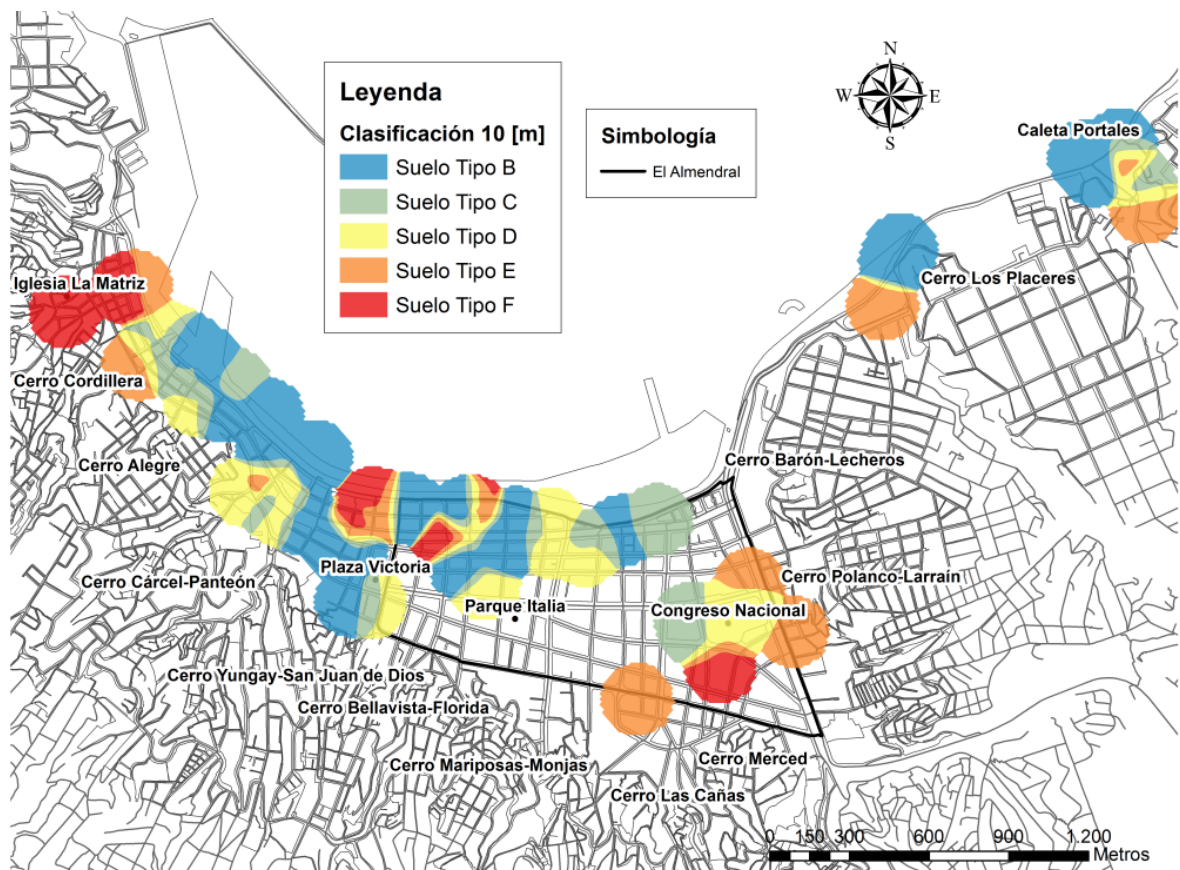 Leyenda
Clasificación 10 [m]
Suelo Tipo B
Suelo Tipo C
Suelo Tipo D
Suelo Tipo E
Suelo Tipo F
Simbología
El Almendral
N
W E
S
Caleta Portales
Iglesia La Matriz
Cerro Los Placeres
Cerro Cordillera
Cerro Alegre
Cerro Barón-Lecheros
Plaza Victoria
Cerro Cárcel-Panteón
Cerro Polanco-Larraín
Parque Italia
Congreso Nacional
Cerro Yungay-San Juan de Dios
Cerro Bellavista-Florida
Cerro Mariposas-Monjas
Cerro Merced
Cerro Las Cañas
0 150 300 600 900 1.200
Metros